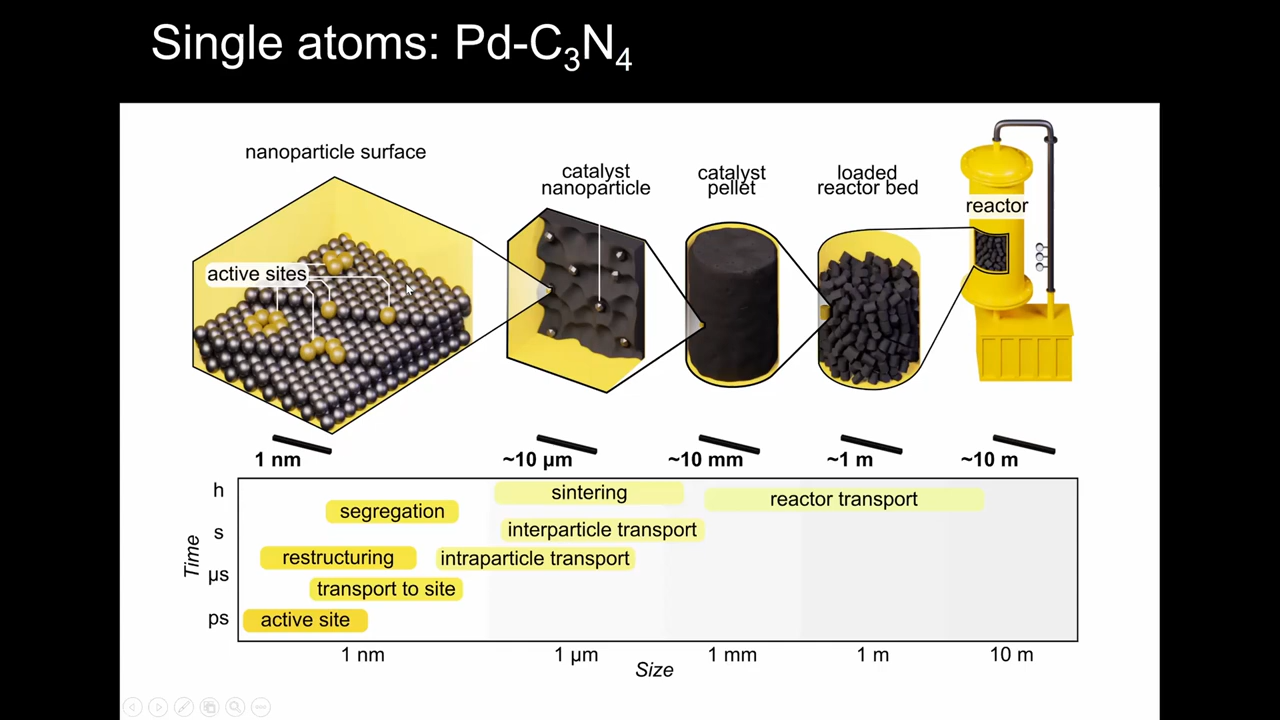 Single atoms: Pd-C₃N₄
nanoparticle surface
catalyst
nanoparticle
catalyst
pellet
loaded
reactor bed
reactor
active sites
1 nm
~10 µm
~10 mm
~1 m
~10 m
h
sintering
reactor transport
segregation
s
interparticle transport
restructuring
intraparticle transport
Time
µs
transport to site
ps
active site
1 nm
1 µm
1 mm
1 m
10 m
Size